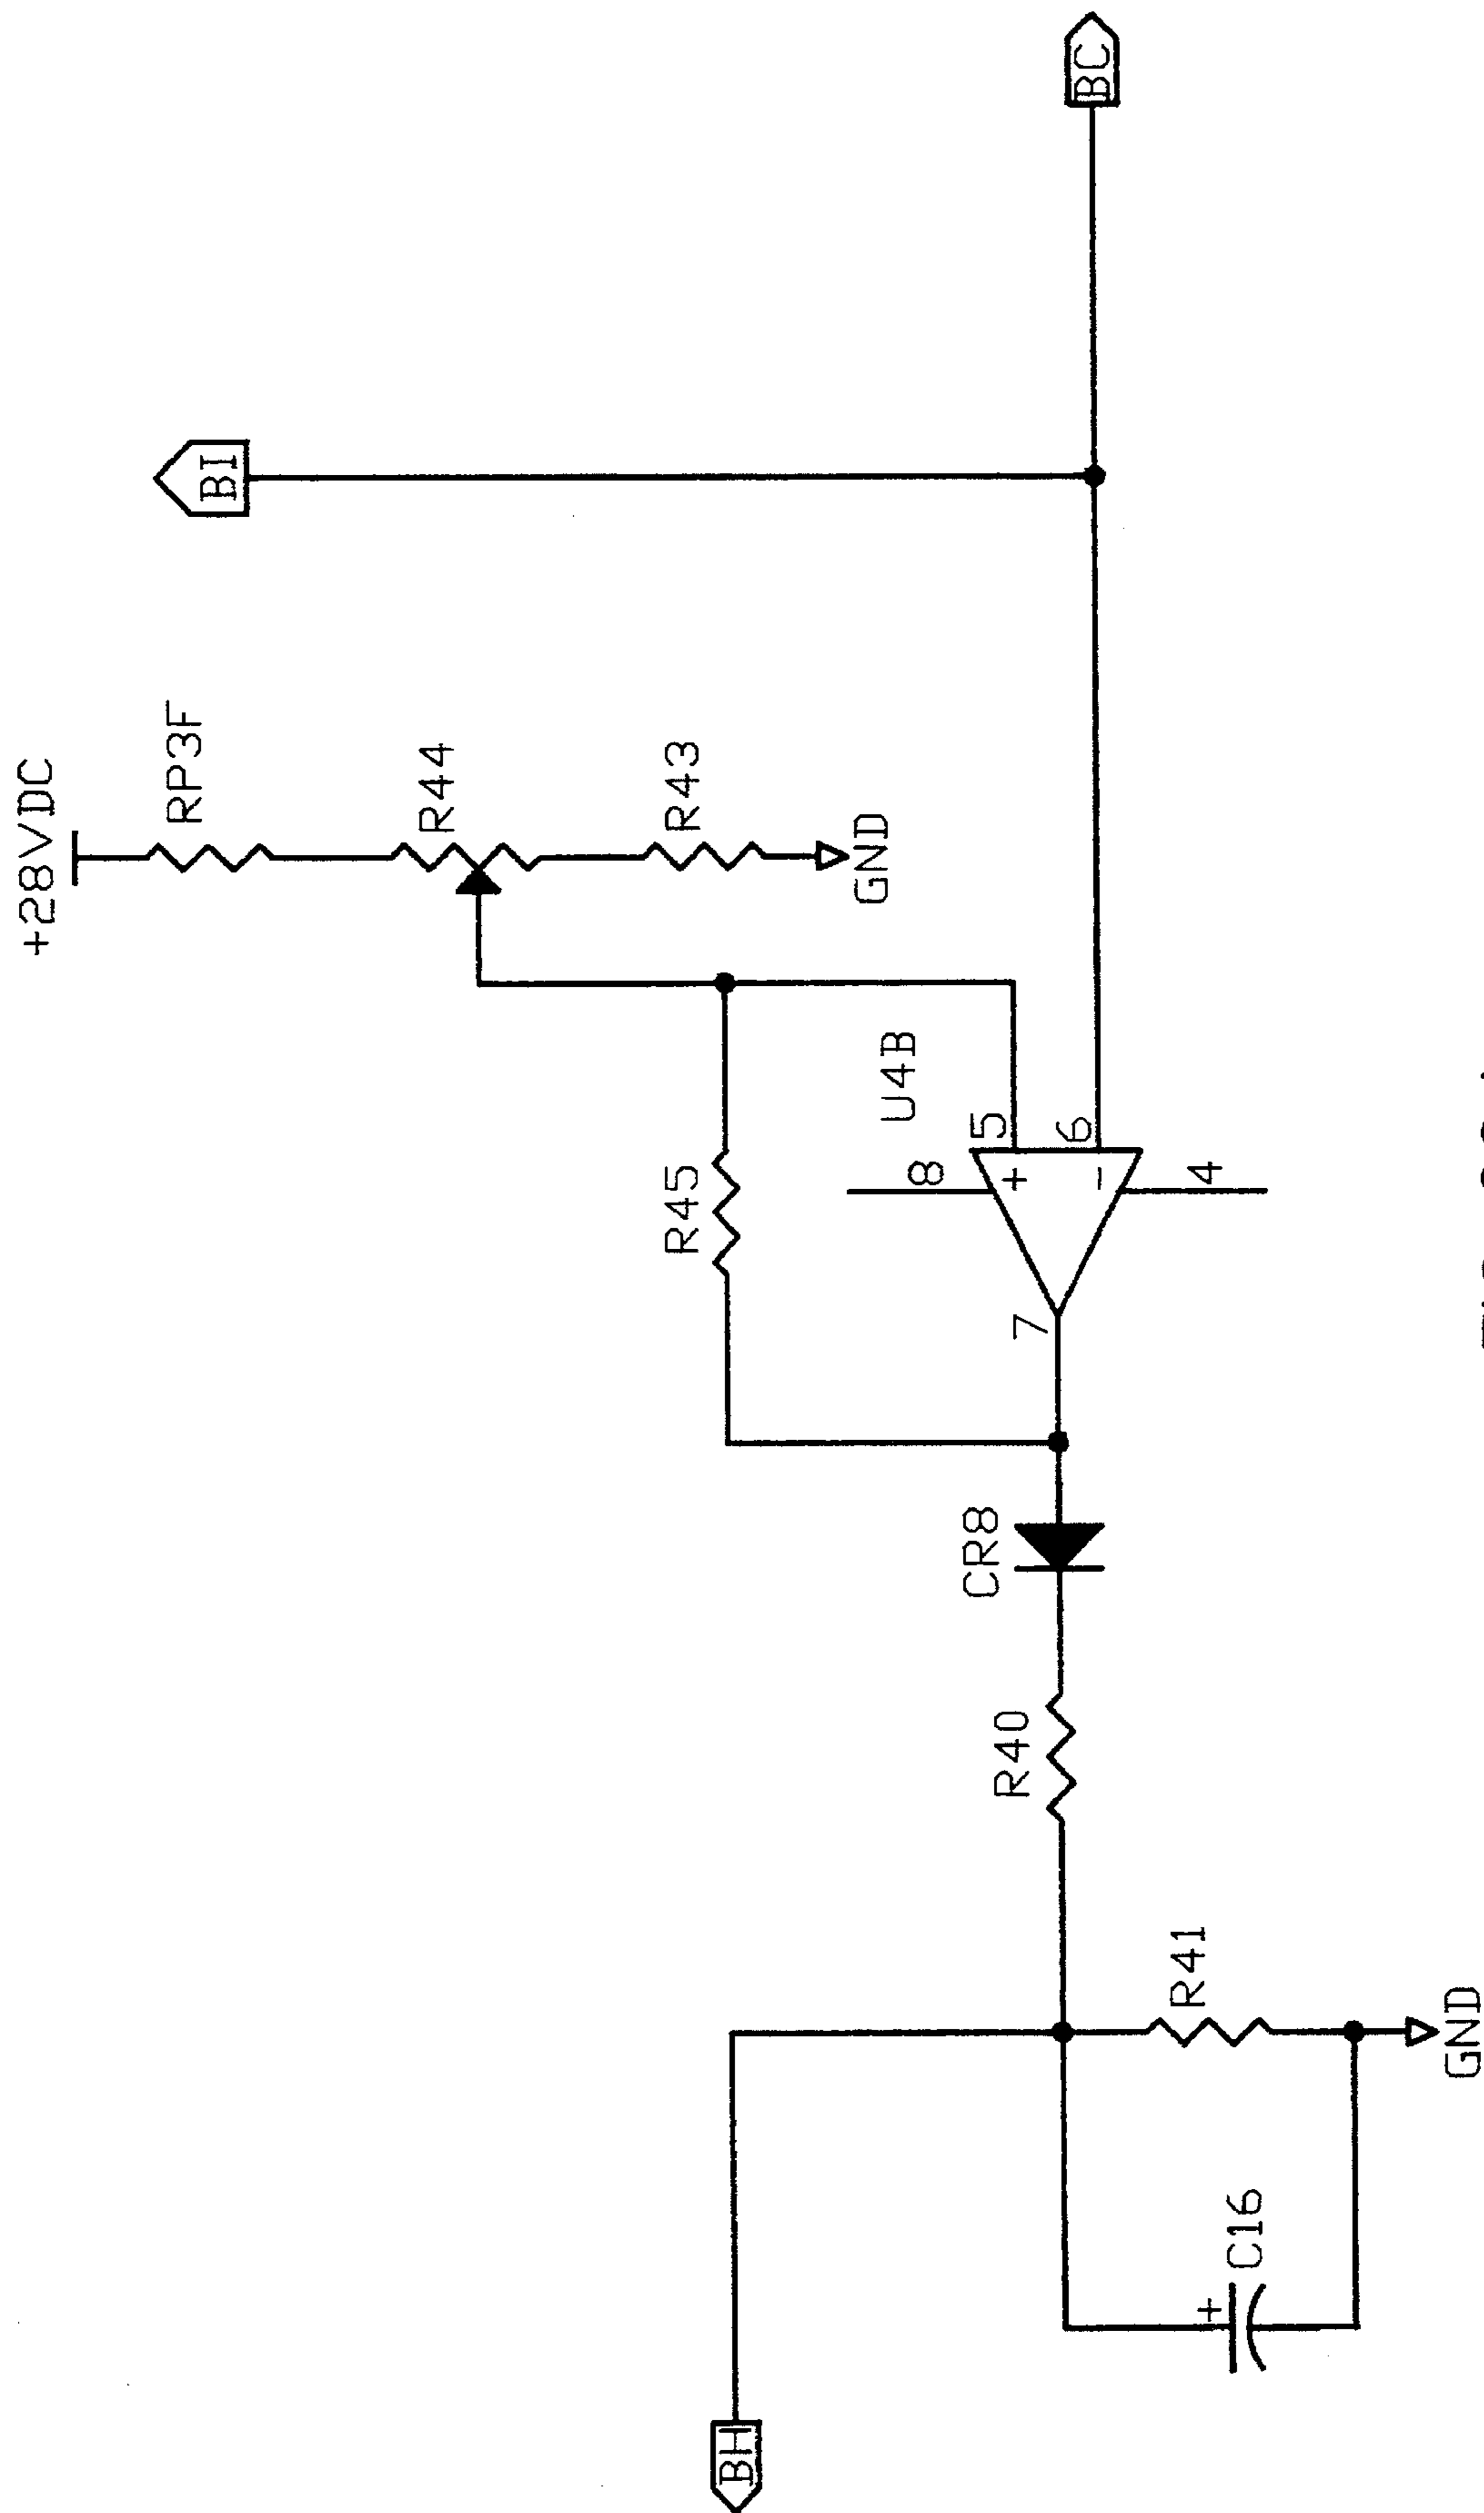 +28VDC
RP3F
R44
R43
GND
BI
BC
U4B
5
6
8
4
+
-
7
R45
CR8
R40
R41
GND
C16
+
BH